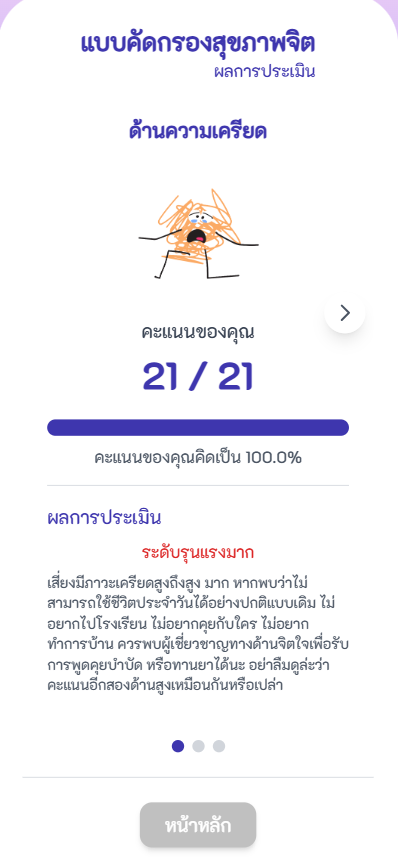 แบบคัดกรองสุขภาพจิต
ผลการประเมิน
ด้านความเครียด
คะแนนของคุณ
21 / 21
คะแนนของคุณคิดเป็น 100.0%
ผลการประเมิน
ระดับรุนแรงมาก
เสี่ยงมีภาวะเครียดสูงถึงสูง มาก หากพบว่าไม่
สามารถใช้ชีวิตประจำวันได้อย่างปกติแบบเดิม ไม่
อยากไปโรงเรียน ไม่อยากคุยกับใคร ไม่อยาก
ทำการบ้าน ควรพบผู้เชี่ยวชาญทางด้านจิตใจเพื่อรับ
การพูดคุยบำบัด หรือทานยาได้นะ อย่าลืมดูล่ะว่า
คะแนนอีกสองด้านสูงเหมือนกันหรือเปล่า
หน้าหลัก